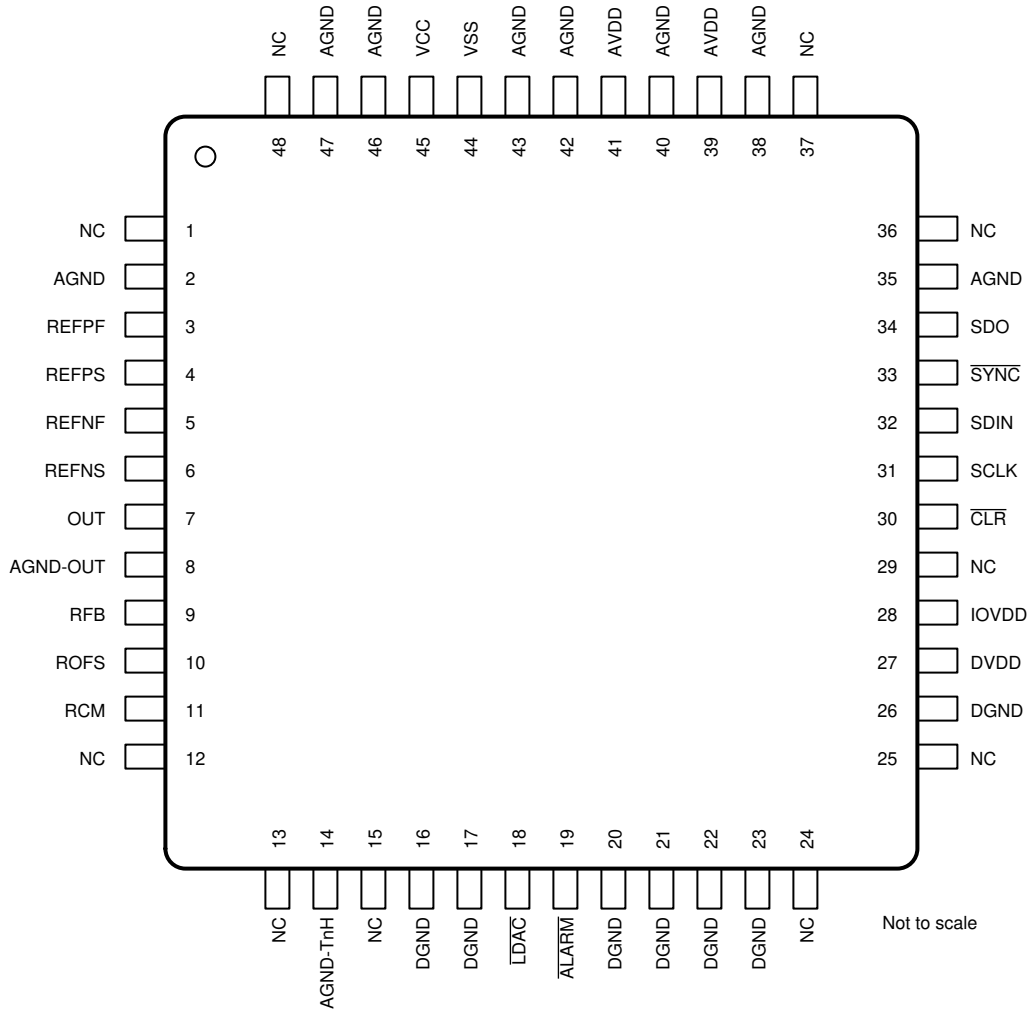 NC
AGND
AGND
VCC
VSS
AGND
AGND
AVDD
AGND
AVDD
AGND
NC
48
47
46
45
44
43
42
41
40
39
38
37
NC 1
AGND 2
REFPF 3
REFPS 4
REFNF 5
REFNS 6
OUT 7
AGND-OUT 8
RFB 9
ROFS 10
RCM 11
NC 12
36 NC
35 AGND
34 SDO
33 SYNC
32 SDIN
31 SCLK
30 CLR
29 NC
28 IOVDD
27 DVDD
26 DGND
25 NC
13
14
15
16
17
18
19
20
21
22
23
24
NC
AGND-TnH
NC
DGND
DGND
LDAC
ALARM
DGND
DGND
DGND
DGND
NC
Not to scale